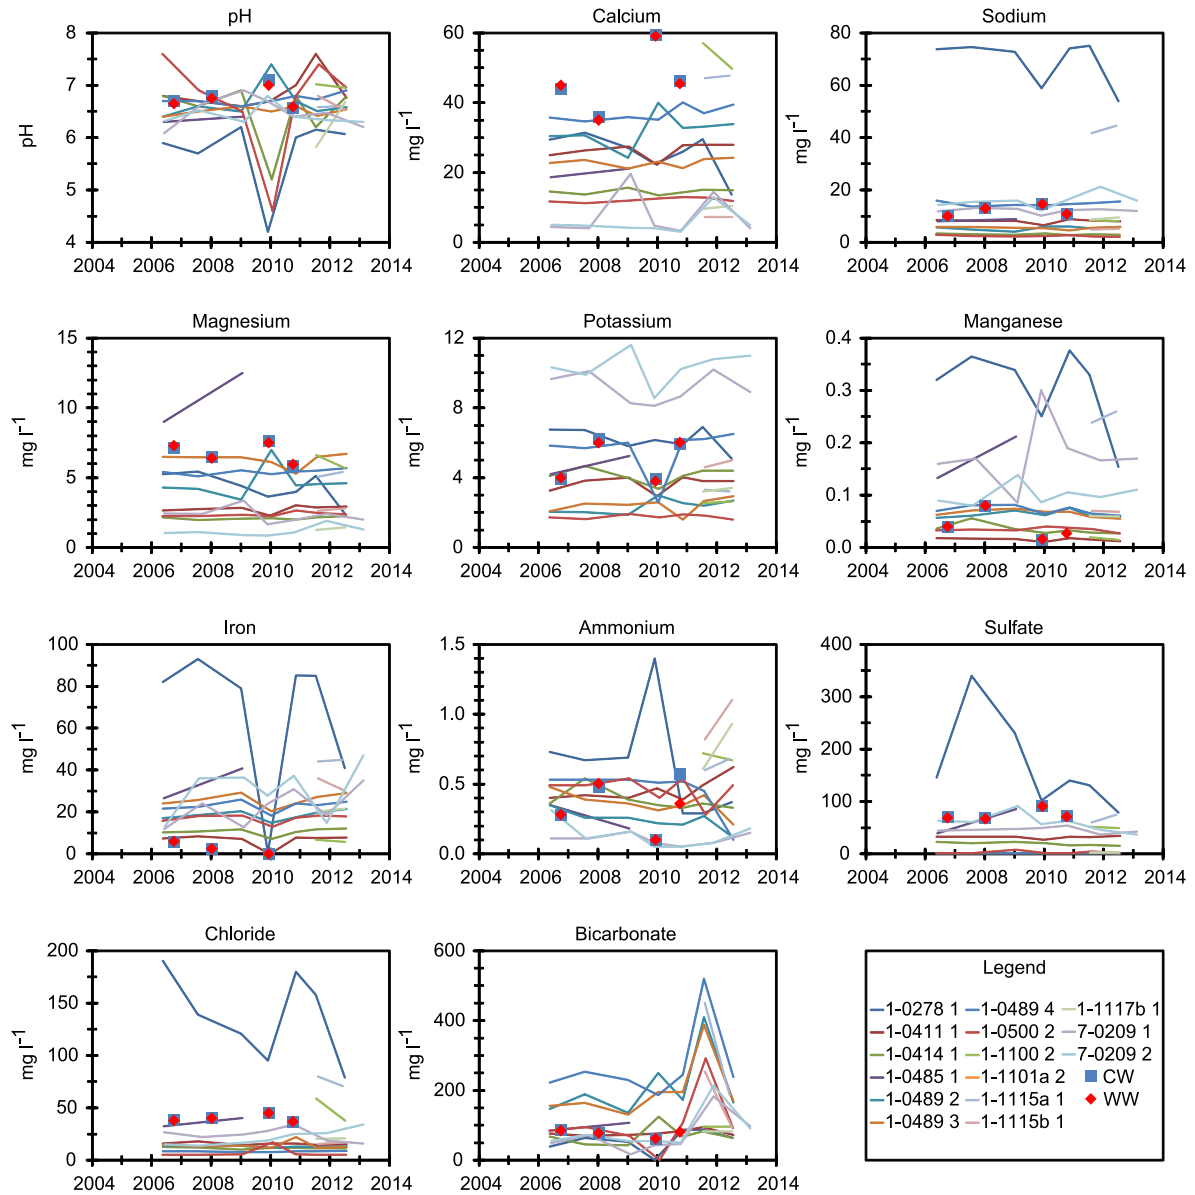 pH
Calcium
Sodium
8
7
6
5
4
pH
2004 2006 2008 2010 2012 2014
60
40
20
0
mg l⁻¹
2004 2006 2008 2010 2012 2014
80
60
40
20
0
mg l⁻¹
2004 2006 2008 2010 2012 2014
Magnesium
Potassium
Manganese
15
10
5
0
mg l⁻¹
2004 2006 2008 2010 2012 2014
12
8
4
0
mg l⁻¹
2004 2006 2008 2010 2012 2014
0.4
0.3
0.2
0.1
0.0
mg l⁻¹
2004 2006 2008 2010 2012 2014
Iron
Ammonium
Sulfate
100
80
60
40
20
0
mg l⁻¹
2004 2006 2008 2010 2012 2014
1.5
1.0
0.5
0.0
mg l⁻¹
2004 2006 2008 2010 2012 2014
400
300
200
100
0
mg l⁻¹
2004 2006 2008 2010 2012 2014
Chloride
Bicarbonate
200
150
100
50
0
mg l⁻¹
2004 2006 2008 2010 2012 2014
600
400
200
0
mg l⁻¹
2004 2006 2008 2010 2012 2014
Legend
1-0278 1 1-0489 4 1-1117b 1
1-0411 1 1-0500 2 7-0209 1
1-0414 1 1-1100 2 7-0209 2
1-0485 1 1-1101a 2 CW
1-0489 2 1-1115a 1 WW
1-0489 3 1-1115b 1